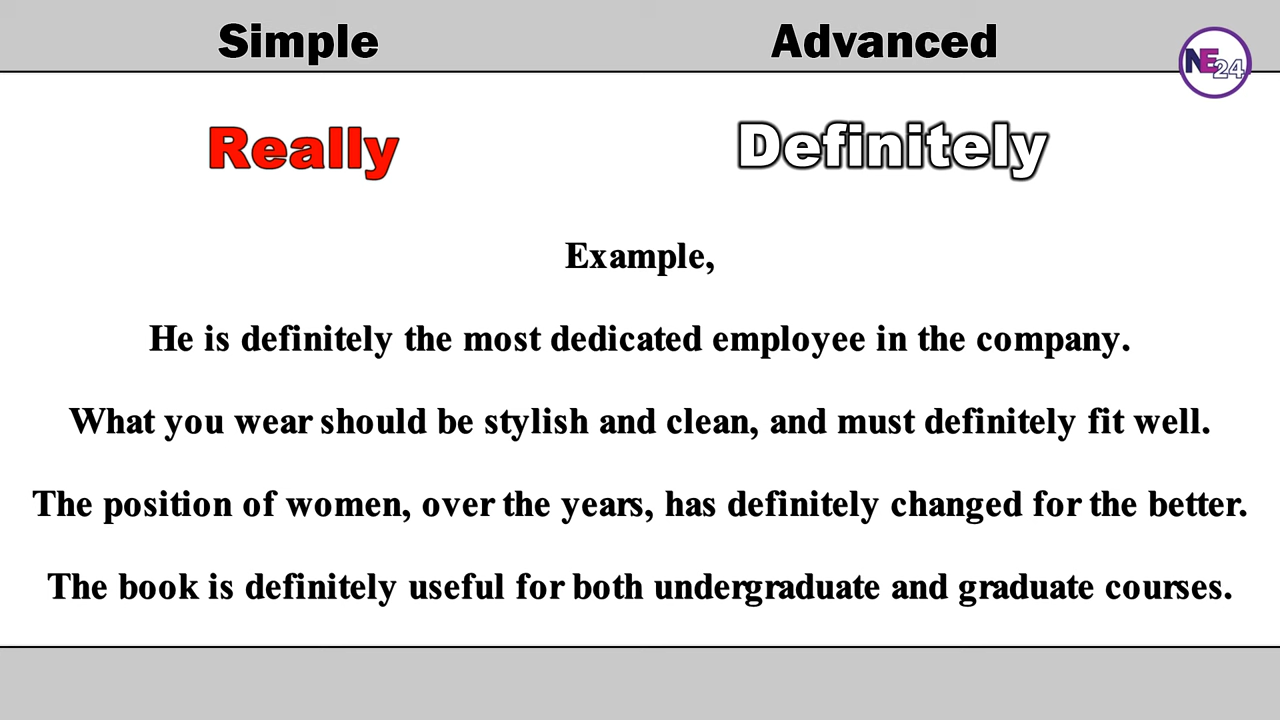 Simple Advanced
NE24
Really Definitely
Example,
He is definitely the most dedicated employee in the company.
What you wear should be stylish and clean, and must definitely fit well.
The position of women, over the years, has definitely changed for the better.
The book is definitely useful for both undergraduate and graduate courses.